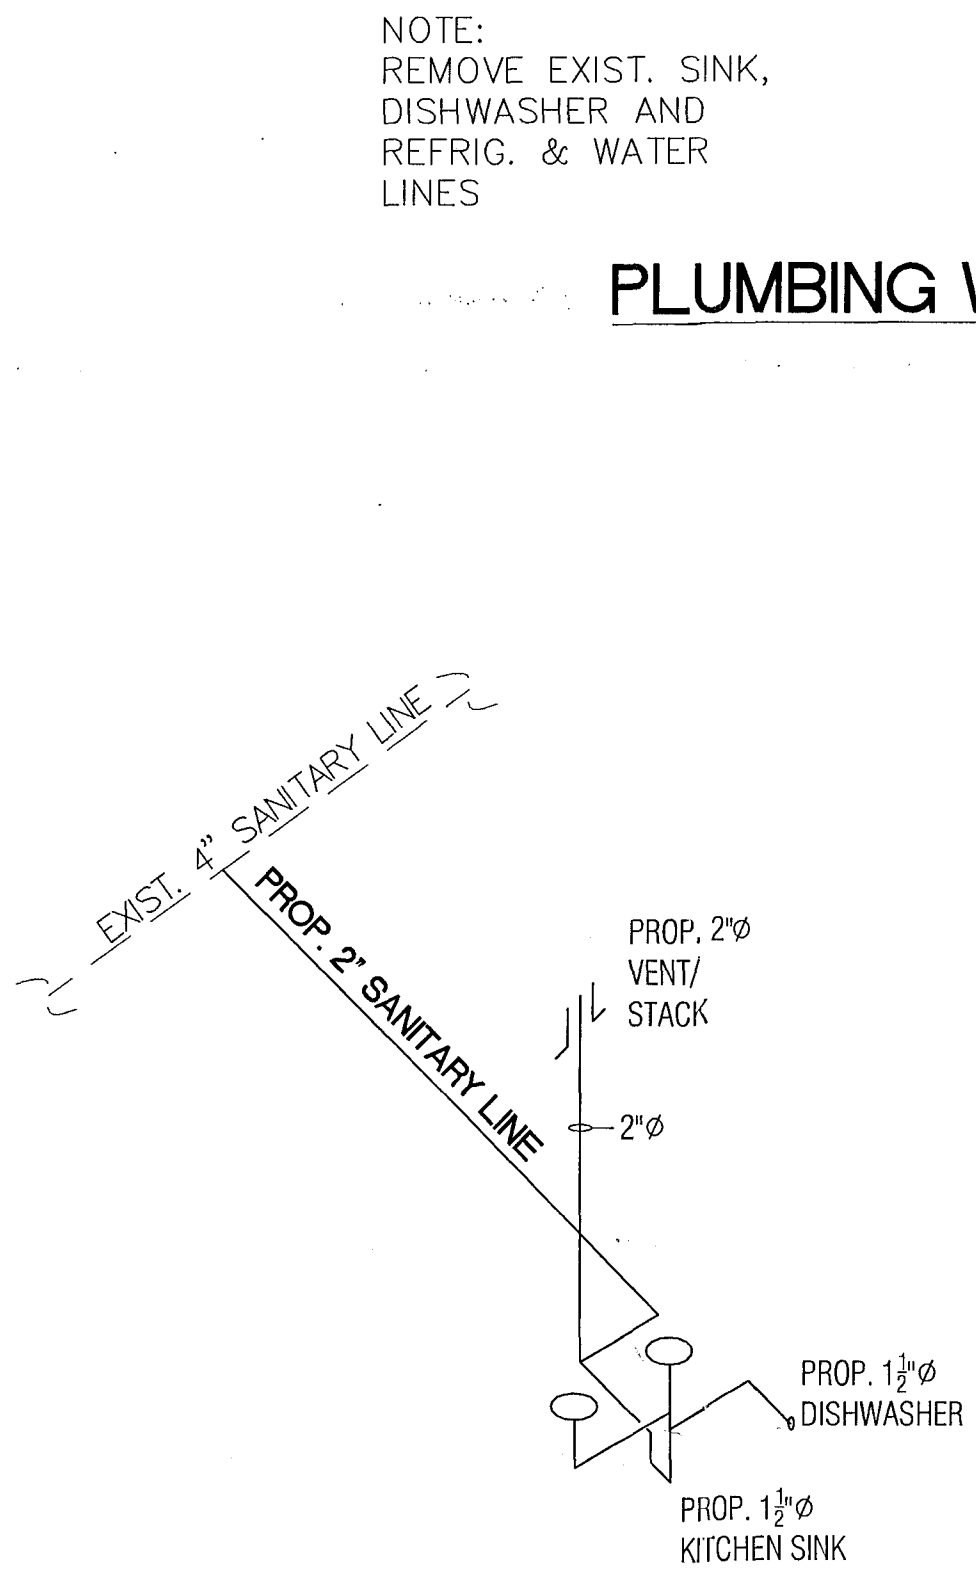 NOTE:
REMOVE EXIST. SINK,
DISHWASHER AND
REFRIG. & WATER
LINES
PLUMBING
EXIST. 4" SANITARY LINE
PROP. 2" SANITARY LINE
PROP. 2"Ø
VENT/
STACK
2"Ø
PROP. 1½"Ø
DISHWASHER
PROP. 1½"Ø
KITCHEN SINK